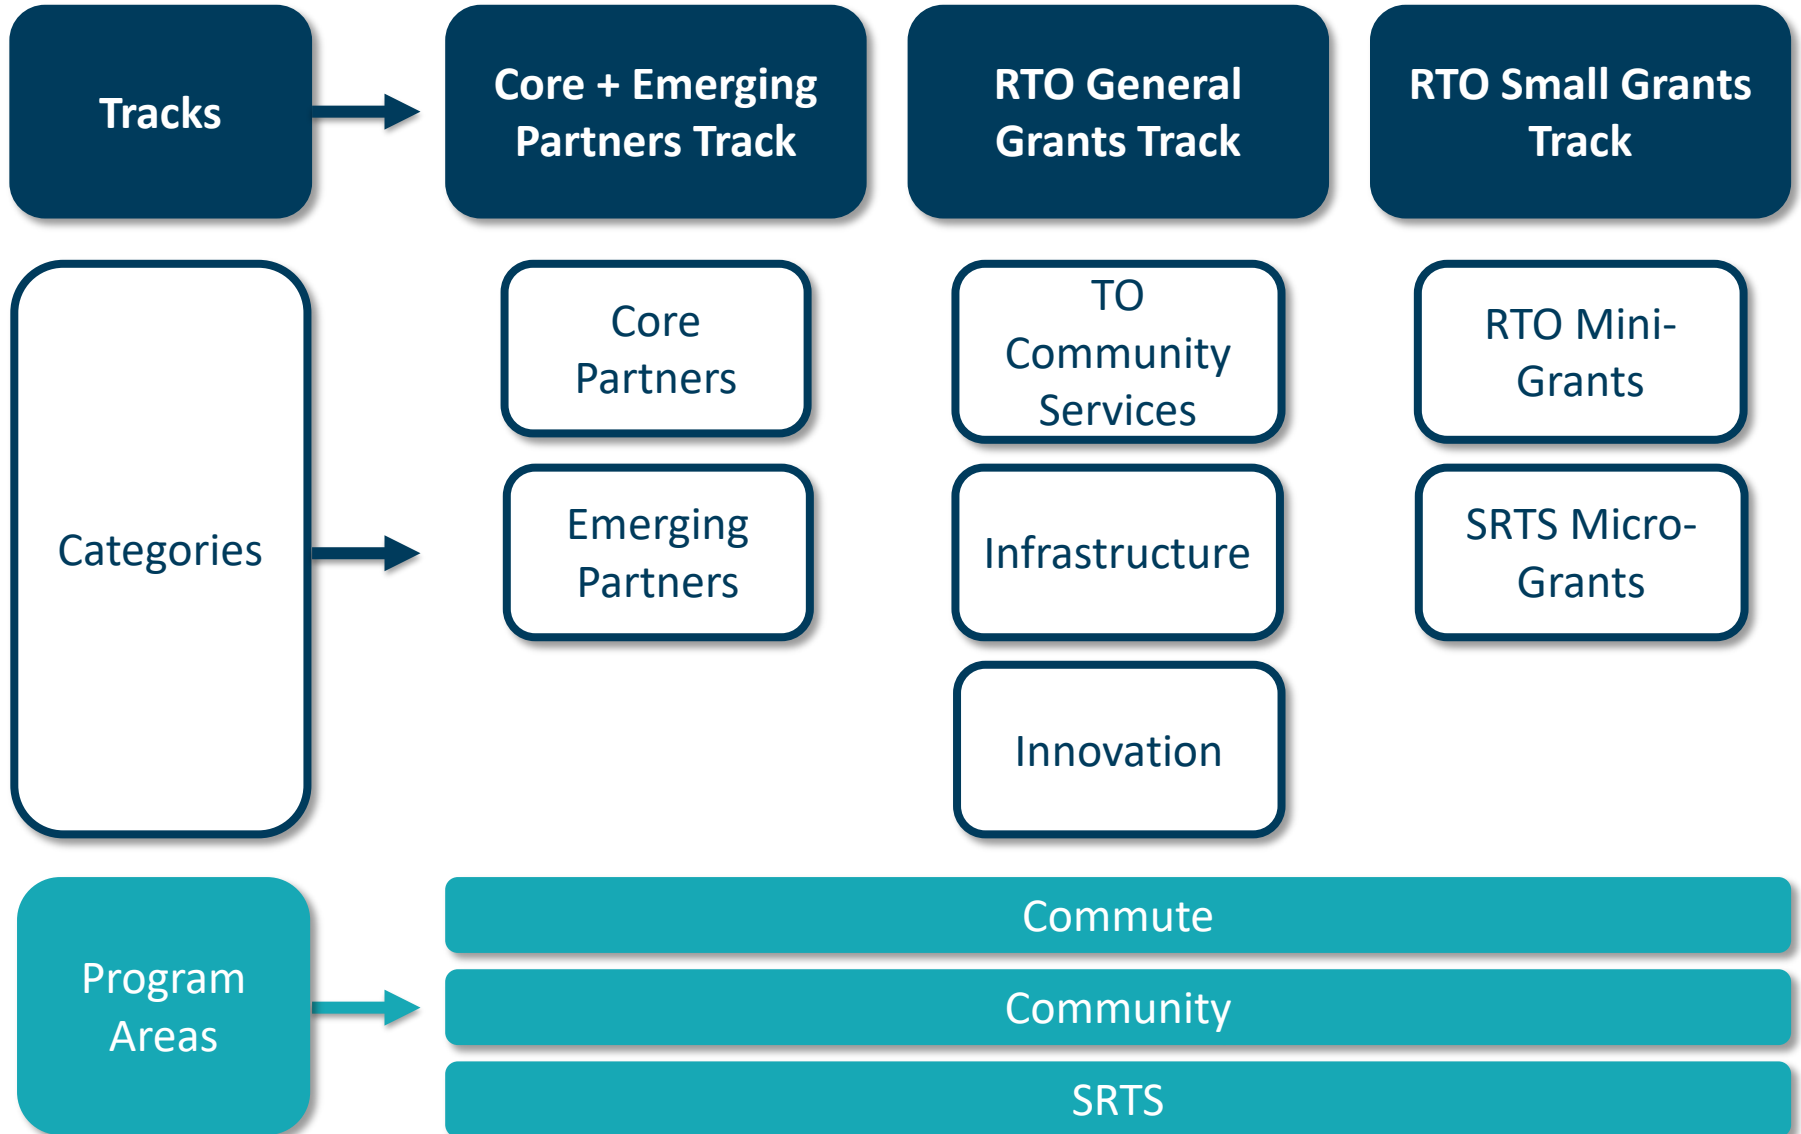 Tracks
Core + Emerging
Partners Track
RTO General
Grants Track
RTO Small Grants
Track
Categories
Core
Partners
TO
Community
Services
RTO Mini-
Grants
Emerging
Partners
Infrastructure
SRTS Micro-
Grants
Innovation
Program
Areas
Commute
Community
SRTS